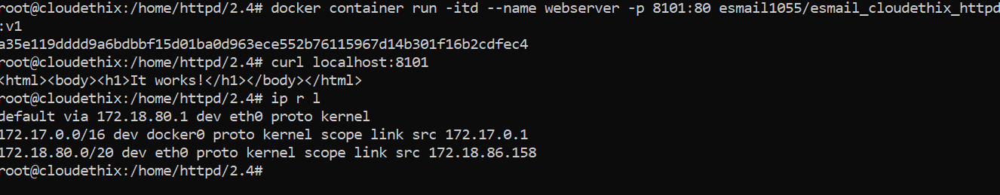 root@cloudethix:/home/httpd/2.4# docker container run -itd --name webserver -p 8101:80 esmail1055/esmail_cloudethix_httpd
:v1
a35e119dddd9a6bdbbf15d01ba0d963ece552b76115967d14b301f16b2cdfec4
root@cloudethix:/home/httpd/2.4# curl localhost:8101
<html><body><h1>It works!</h1></body></html>
root@cloudethix:/home/httpd/2.4# ip r l
default via 172.18.80.1 dev eth0 proto kernel
172.17.0.0/16 dev docker0 proto kernel scope link src 172.17.0.1
172.18.80.0/20 dev eth0 proto kernel scope link src 172.18.86.158
root@cloudethix:/home/httpd/2.4#